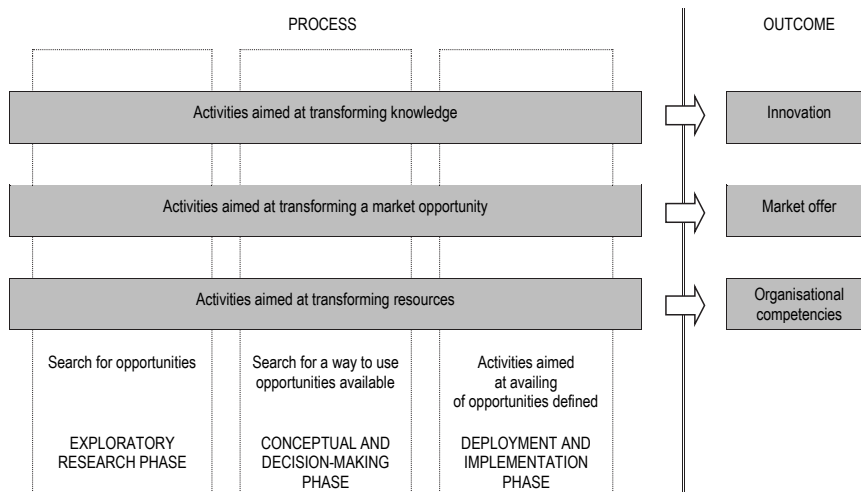 PROCESS
OUTCOME
Activities aimed at transforming knowledge
Innovation
Activities aimed at transforming a market opportunity
Market offer
Activities aimed at transforming resources
Organisational
competencies
Search for opportunities
Search for a way to use
opportunities available
Activities aimed
at availing
of opportunities defined
EXPLORATORY
RESEARCH PHASE
CONCEPTUAL AND
DECISION-MAKING
PHASE
DEPLOYMENT AND
IMPLEMENTATION
PHASE